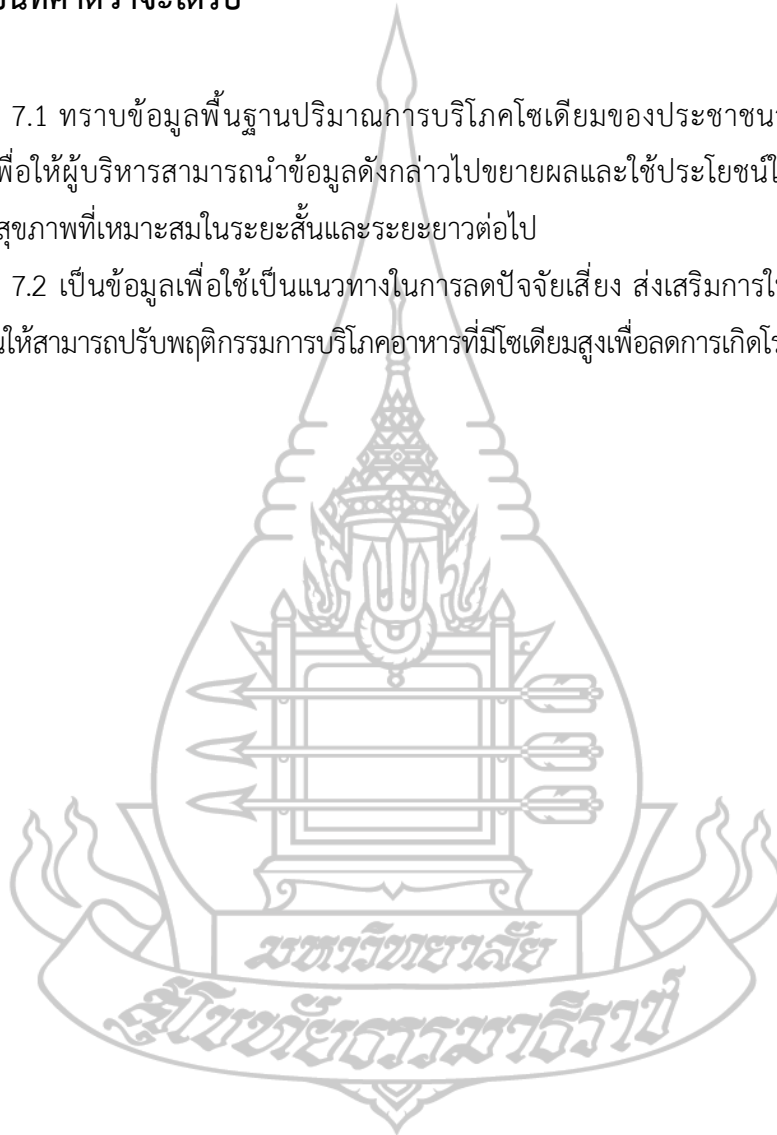 7.1 ทราบข้อมูลพื้นฐานปริมาณการบริโภคโซเดียมของประชาชน
เพื่อให้ผู้บริหารสามารถนำข้อมูลดังกล่าวไปขยายผลและใช้ประโยชน์
สุขภาพที่เหมาะสมในระยะสั้นและระยะยาวต่อไป
7.2 เป็นข้อมูลเพื่อใช้เป็นแนวทางในการลดปัจจัยเสี่ยง ส่งเสริมการ
ให้สามารถปรับพฤติกรรมการบริโภคอาหารที่มีโซเดียมสูงเพื่อลดการเกิด
มหาวิทยาลัย
สุโขทัยธรรมาธิราช